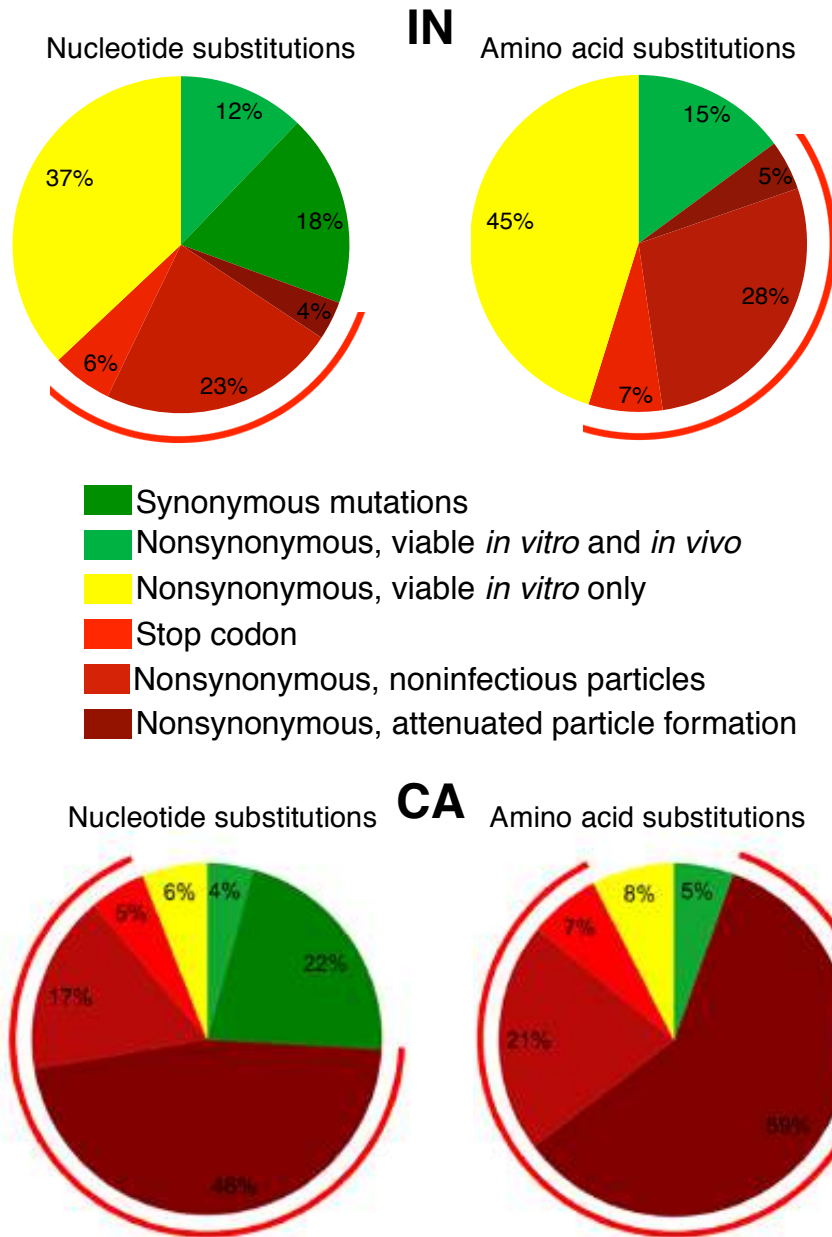 IN
Nucleotide substitutions
Amino acid substitutions
12%
18%
4%
23%
6%
37%
15%
5%
28%
7%
45%
Synonymous mutations
Nonsynonymous, viable in vitro and in vivo
Nonsynonymous, viable in vitro only
Stop codon
Nonsynonymous, noninfectious particles
Nonsynonymous, attenuated particle formation
CA
Nucleotide substitutions
Amino acid substitutions
4%
22%
46%
17%
5%
6%
5%
59%
21%
7%
8%